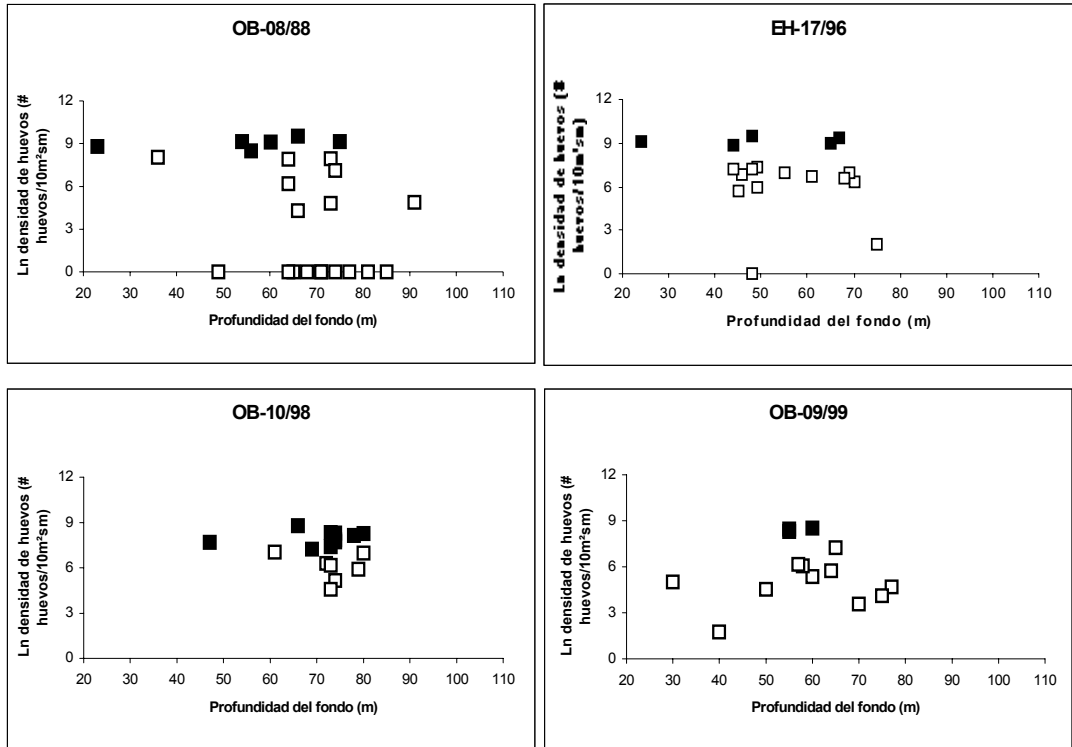 OB-08/88
Ln densidad de huevos (#
huevos/10m²sm)
12
9
6
3
0
20 30 40 50 60 70 80 90 100 110
Profundidad del fondo (m)
EH-17/96
Ln densidad de huevos (#
huevos/10m²sm)
12
9
6
3
0
20 30 40 50 60 70 80 90 100 110
Profundidad del fondo (m)
OB-10/98
Ln densidad de huevos (#
huevos/10m²sm)
12
9
6
3
0
20 30 40 50 60 70 80 90 100 110
Profundidad del fondo (m)
OB-09/99
Ln densidad de huevos (#
huevos/10m²sm)
12
9
6
3
0
20 30 40 50 60 70 80 90 100 110
Profundidad del fondo (m)